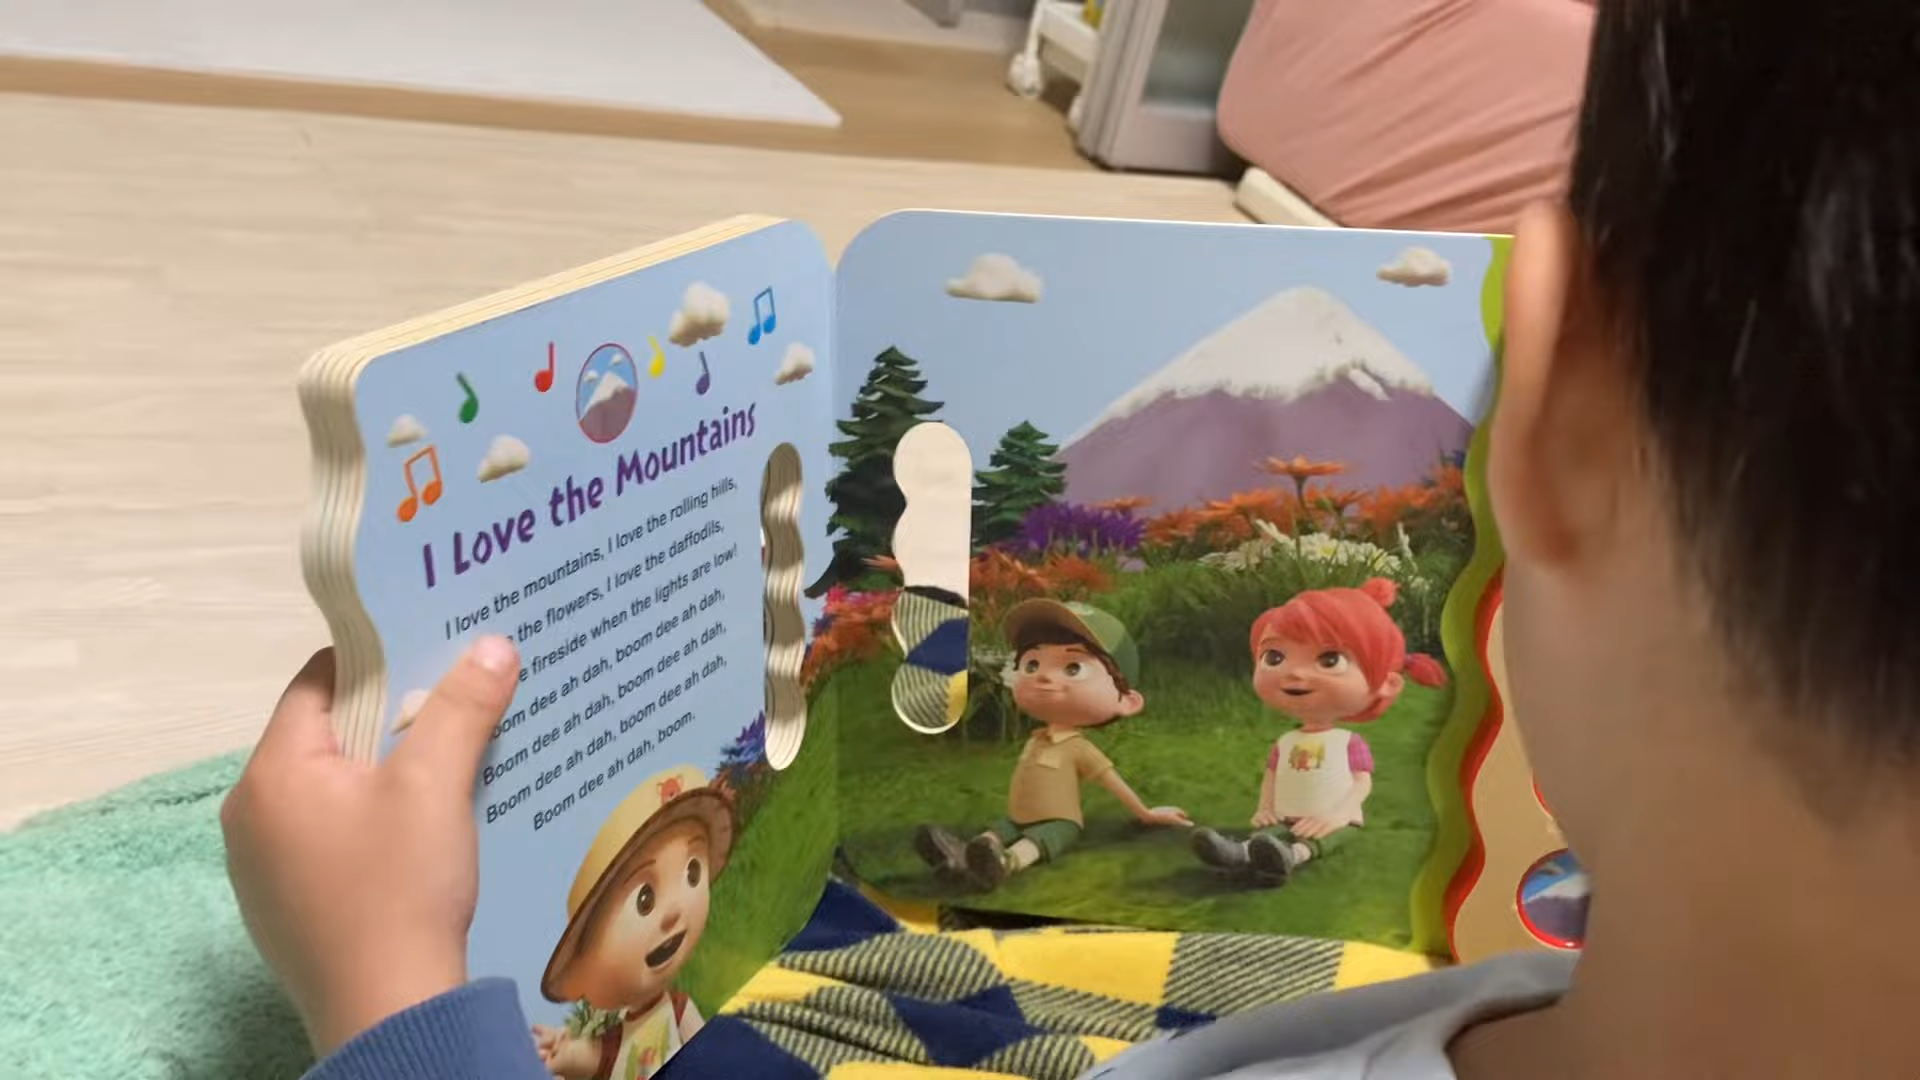 I Love the Mountains
I love the mountains, I love the rolling hills,
the flowers, I love the daffodils,
fireside when the lights are low!
dee ah dah, boom dee ah dah,
Boom dee ah dah, boom dee ah dah,
Boom dee ah dah, boom dee ah dah,
Boom dee ah dah, boom.